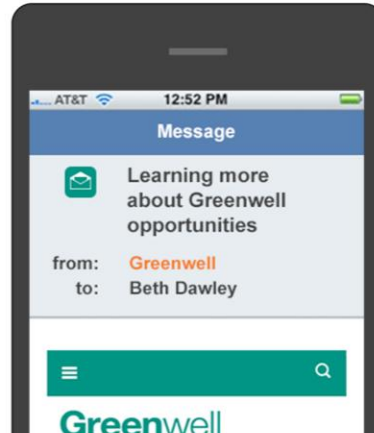 AT&T 12:52 PM
Message
Learning more
about Greenwell
opportunities
from: Greenwell
to: Beth Dawley
Greenwell